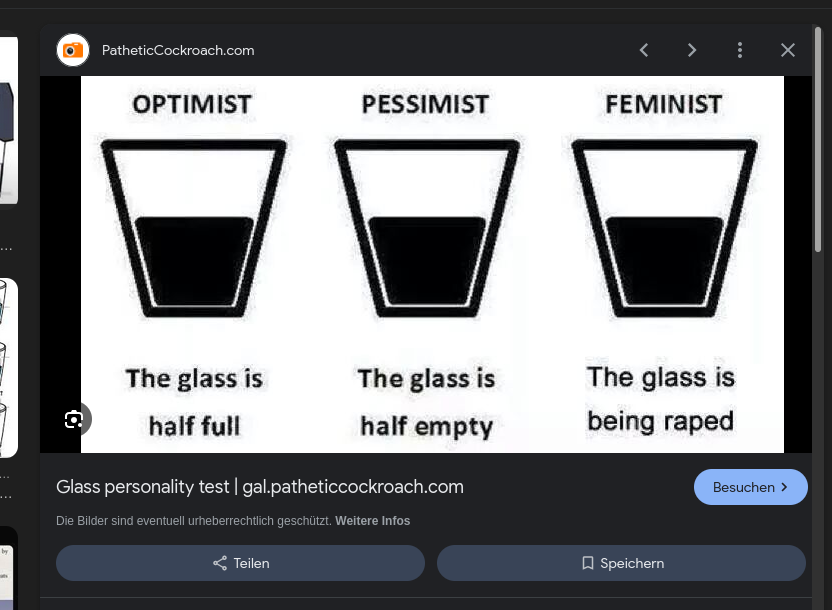 PatheticCockroach.com
OPTIMIST PESSIMIST FEMINIST
The glass is
half full
The glass is
half empty
The glass is
being raped
...
...
...
by
Glass personality test | gal.patheticcockroach.com
Besuchen
Die Bilder sind eventuell urheberrechtlich geschützt. Weitere Infos
Teilen
Speichern